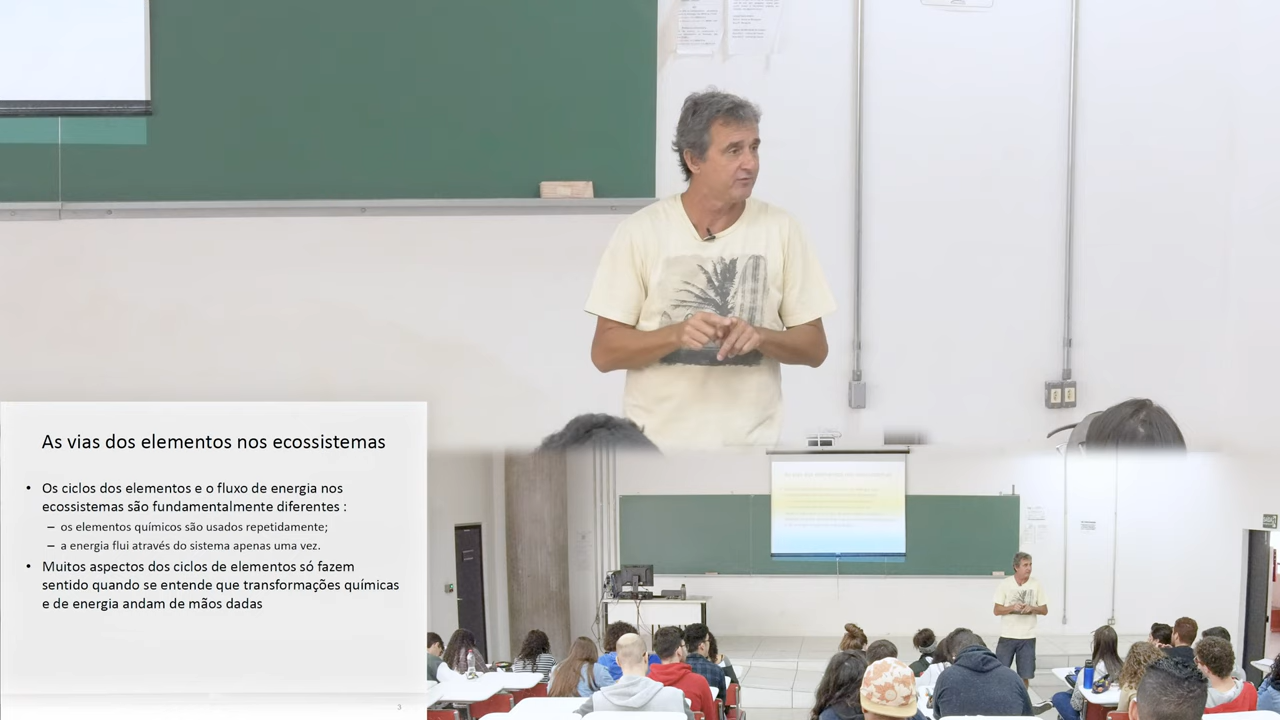 As vias dos elementos nos ecossistemas
• Os ciclos dos elementos e o fluxo de energia nos
ecossistemas são fundamentalmente diferentes :
– os elementos químicos são usados repetidamente;
– a energia flui através do sistema apenas uma vez.
• Muitos aspectos dos ciclos de elementos só fazem
sentido quando se entende que transformações químicas
e de energia andam de mãos dadas
3